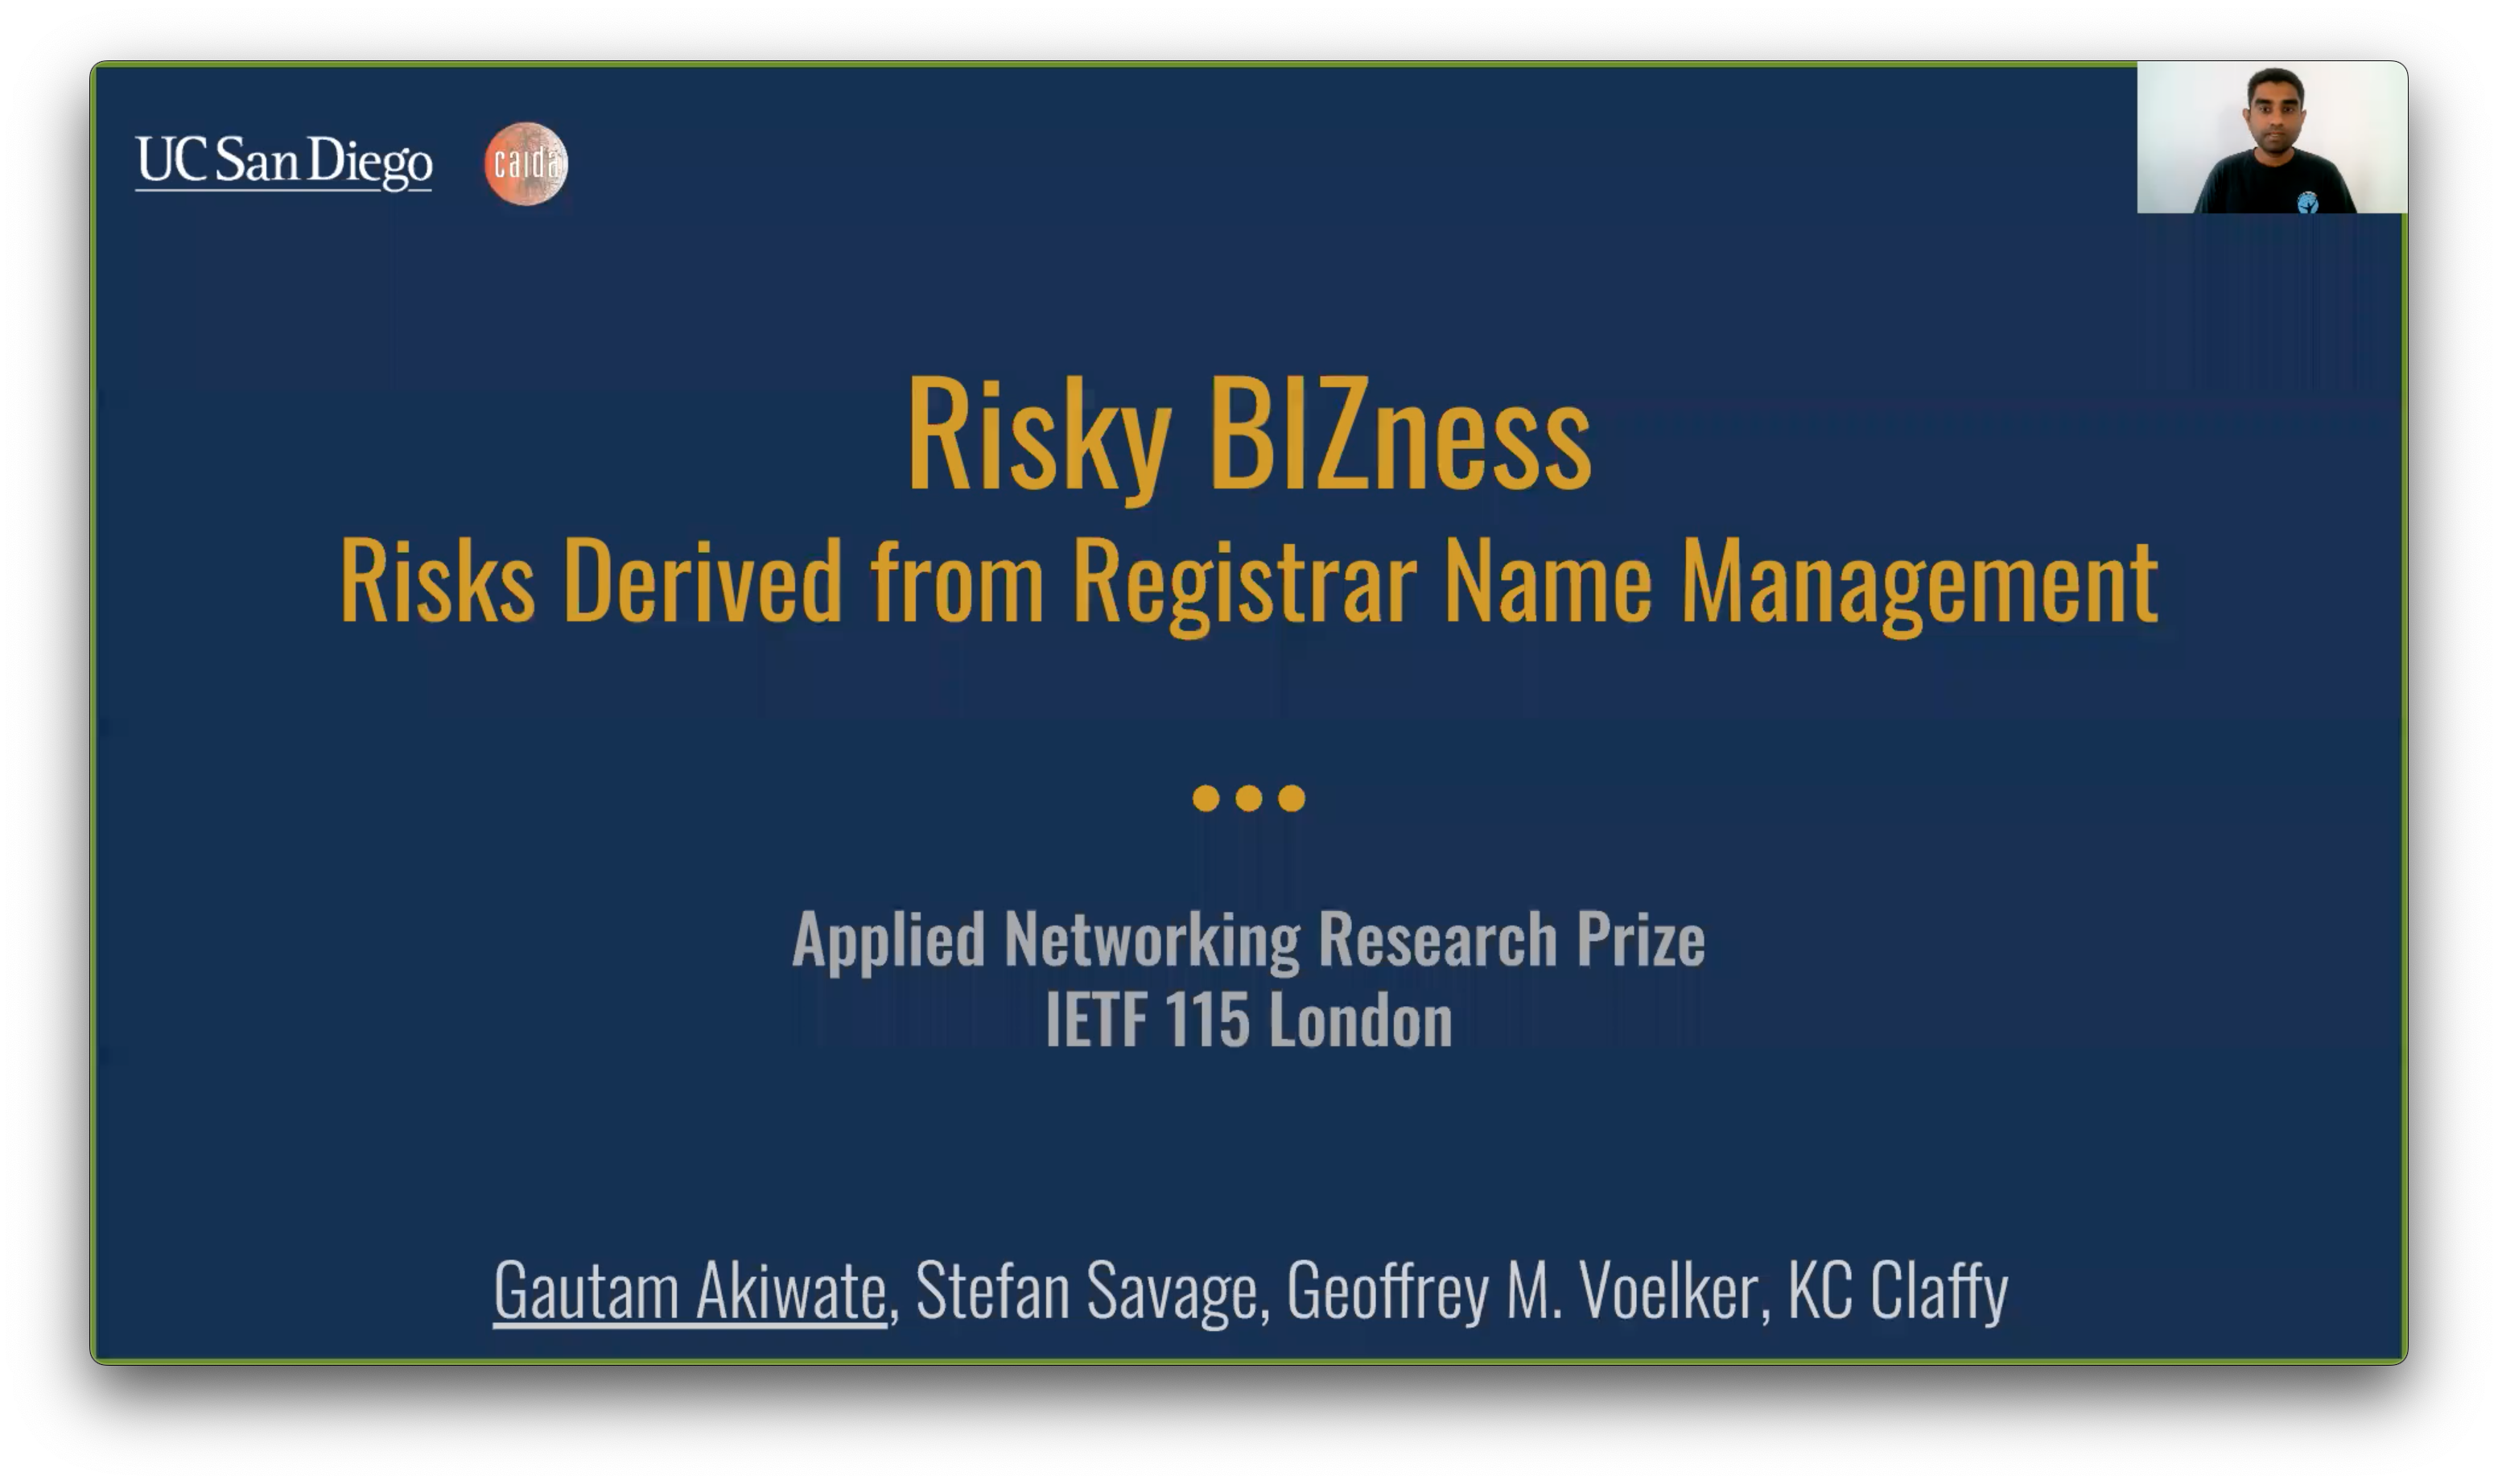 UC San Diego
caida
Risky BIZness
Risks Derived from Registrar Name Management
Applied Networking Research Prize
IETF 115 London
Gautam Akiwate, Stefan Savage, Geoffrey M. Voelker, KC Claffy